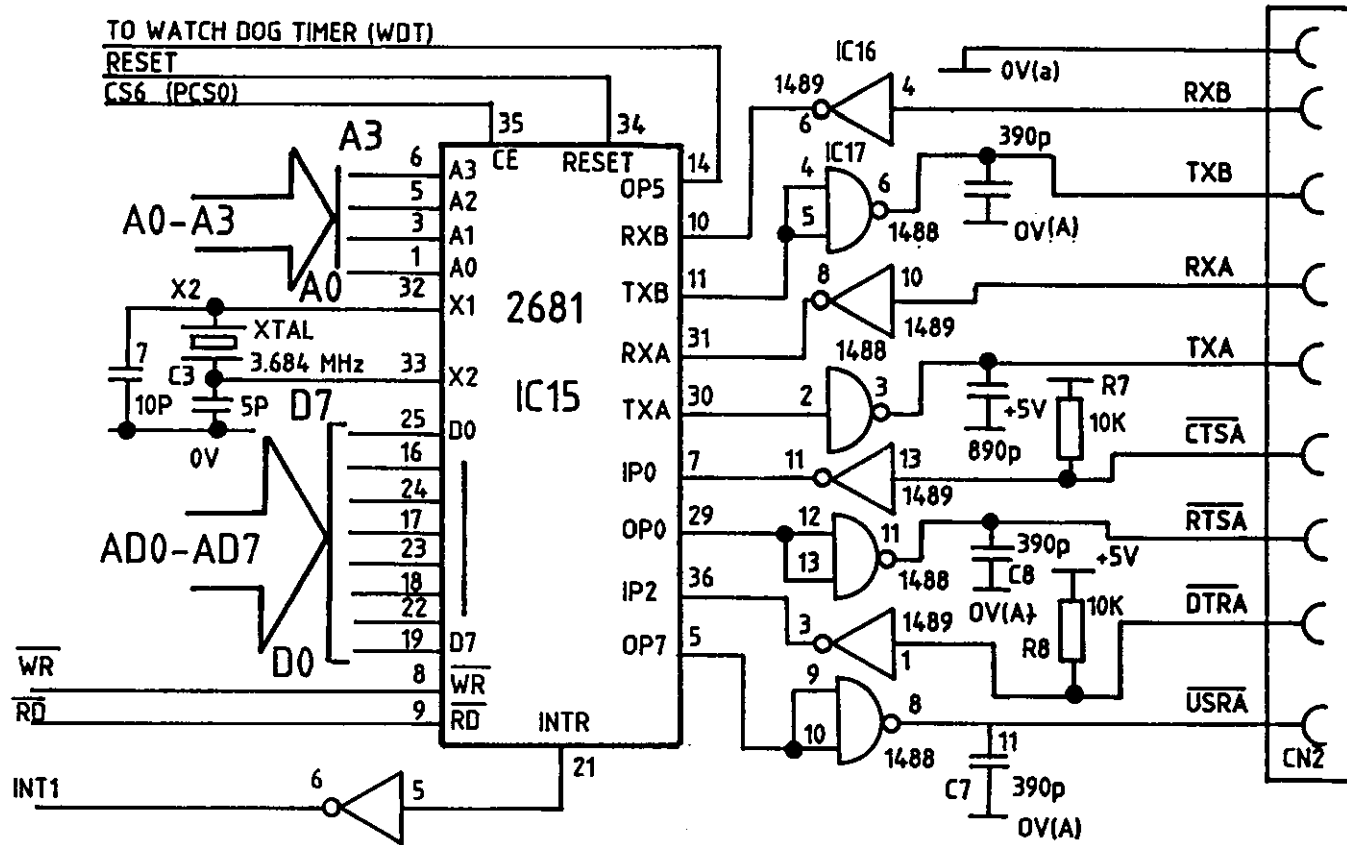 TO WATCH DOG TIMER (WDT)
RESET
CS6 (PCS0)
35
34
A3
6
A3
CE
RESET
14
OP5
5
A2
A0-A3
3
A1
10
RXB
1
A0
A0
32
X1
11
TXB
X2
XTAL
2681
31
RXA
7
3.684 MHz
33
X2
C3
IC15
10P
5P
D7
30
TXA
0V
25
D0
16
7
IP0
24
17
29
OP0
AD0-AD7
23
18
36
IP2
22
19
D7
5
OP7
D0
WR
8
WR
RD
9
RD
INTR
21
INT1
6
5
IC16
1489
4
6
0V(a)
RXB
IC17
390p
4
6
5
1488
0V(A)
TXB
8
10
1489
RXA
1488
2
3
TXA
+5V
890p
R7
10K
11
13
1489
CTSA
12
11
13
1488
390p
C8
0V(A)
RTSA
+5V
10K
R8
3
1489
1
DTRA
9
8
10
1488
USRA
11
C7
390p
0V(A)
CN2